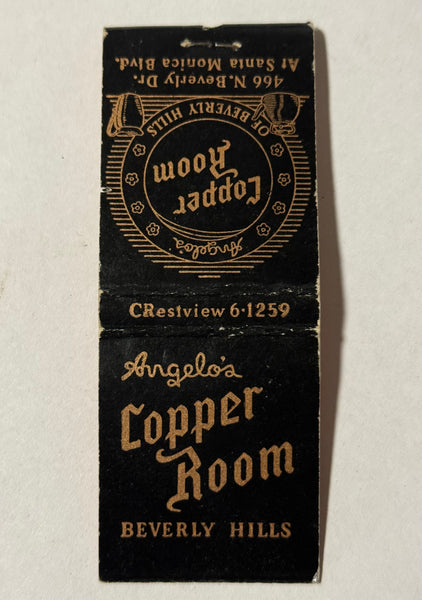 466 N. Beverly Dr.
At Santa Monica Blvd.
OF BEVERLY HILLS
Copper
Room
Angelo's
CRestview 6·1259
Angelo's
Copper
Room
BEVERLY HILLS